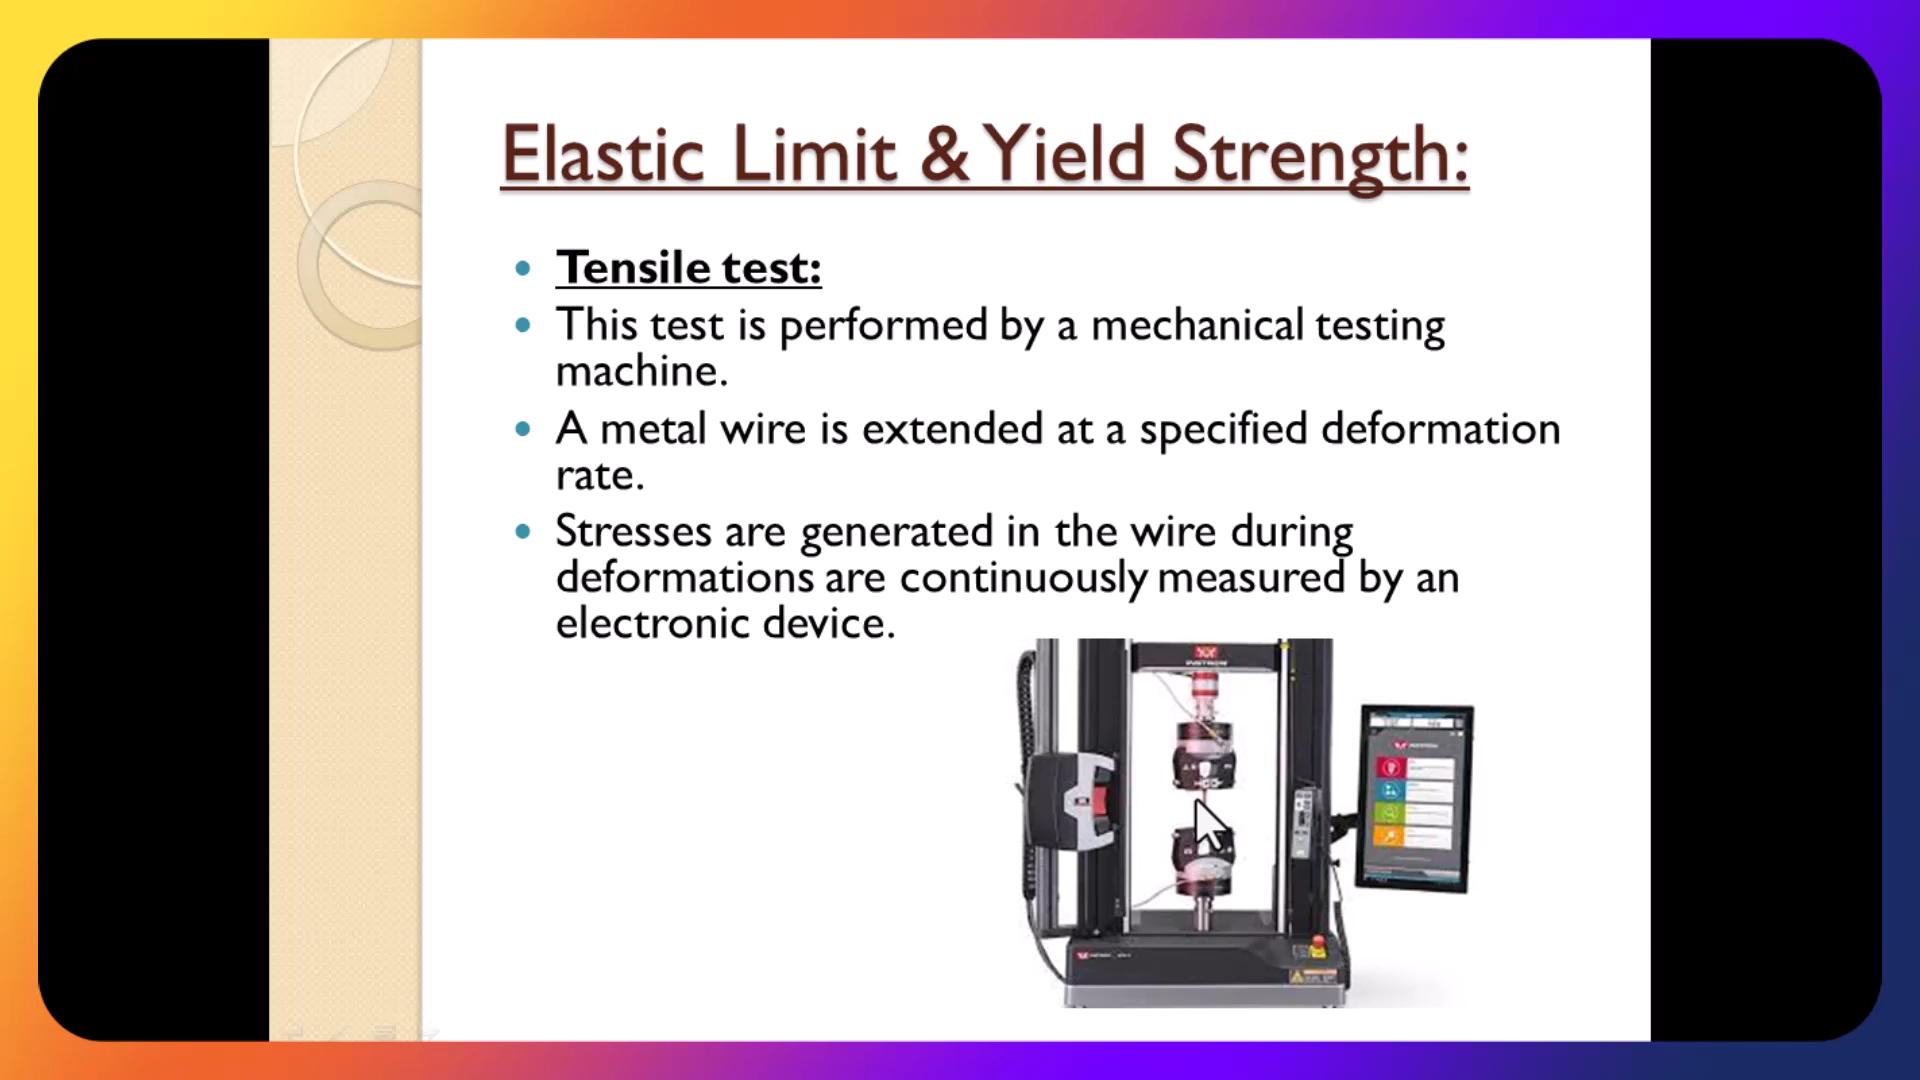 Elastic Limit & Yield Strength:
Tensile test:
This test is performed by a mechanical testing
machine.
A metal wire is extended at a specified deformation
rate.
Stresses are generated in the wire during
deformations are continuously measured by an
electronic device.
INSTRON